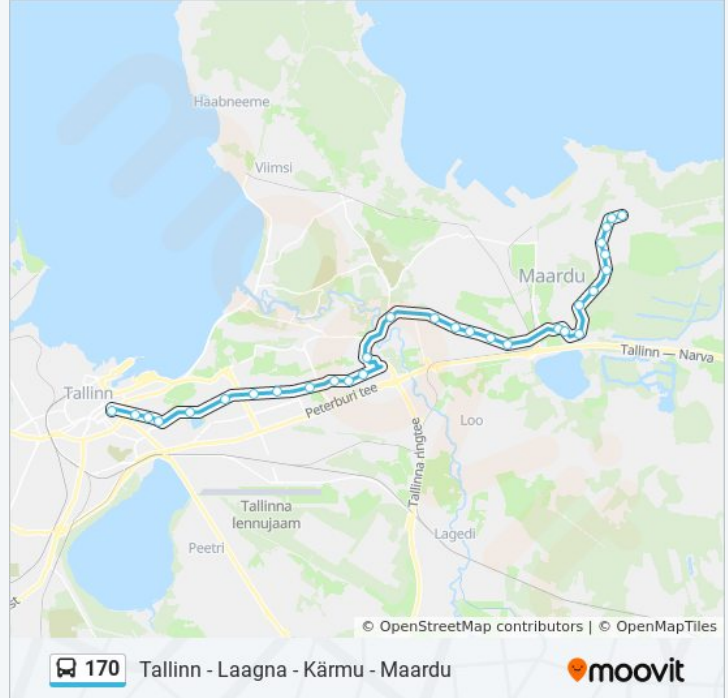 Haabneeme
Viimsi
Maardu
Tallinn — Narva
Tallinn
Peterburi tee
Loo
Tallinna ringtee
Tallinna
lennujaam
Lagedi
Peetri
st
© OpenStreetMap contributors | © OpenMapTiles
170 Tallinn - Laagna - Kärmu - Maardu
moovit